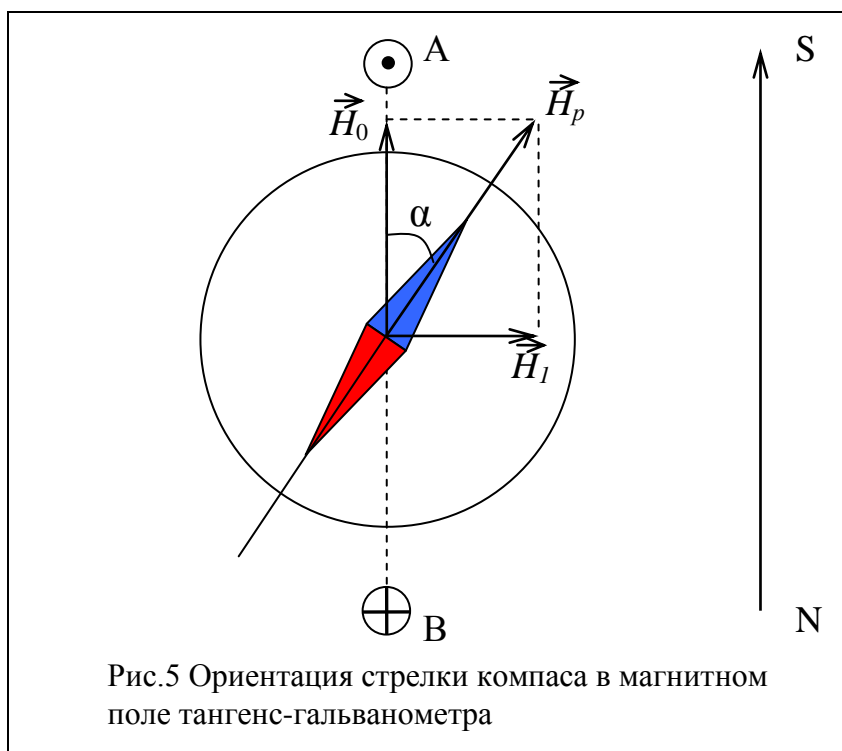 A
S
H₀
Hₚ
α
H₁
B
N
Рис.5 Ориентация стрелки компаса в магнитном
поле тангенс-гальванометра